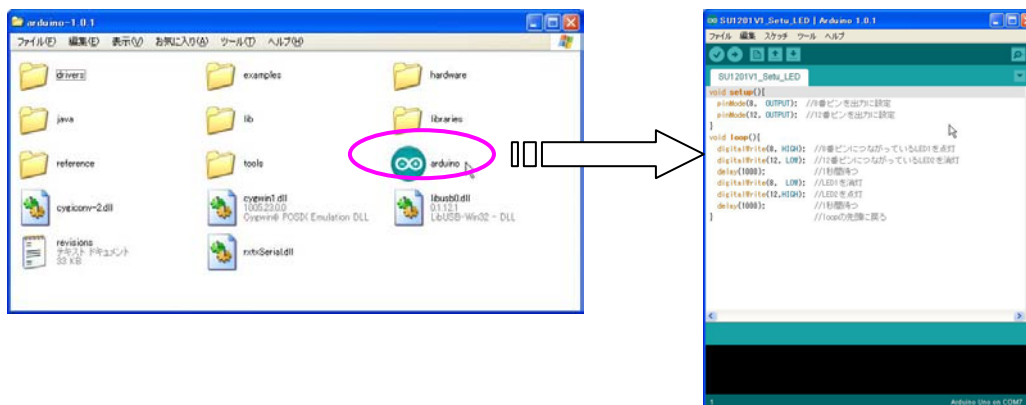 arduino-1.0.1
ファイル(F) 編集(E) 表示(V) お気に入り(A) ツール(T) ヘルプ(H)
drivers
examples
hardware
java
lib
libraries
reference
tools
arduino
cygiconv-2.dll
cygwin1.dll
1005.23.0.0
Cygwin® POSIX Emulation DLL
libusb0.dll
0.1.12.1
LibUSB-Win32 - DLL
revisions
テキスト ドキュメント
33 KB
rxtxSerial.dll
SU1201V1_Setu_LED | Arduino 1.0.1
ファイル 編集 スケッチ ツール ヘルプ
SU1201V1_Setu_LED
void setup(){
pinMode(8, OUTPUT); //8番ピンを出力に設定
pinMode(12, OUTPUT); //12番ピンを出力に設定
}
void loop(){
digitalWrite(8, HIGH); //8番ピンにつながっているLED1を点灯
digitalWrite(12, LOW); //12番ピンにつながっているLED2を消灯
delay(1000); //1秒間待つ
digitalWrite(8, LOW); //LED1を消灯
digitalWrite(12,HIGH); //LED2を点灯
delay(1000); //1秒間待つ
} //loopの先頭に戻る
1
Arduino Uno on COM7